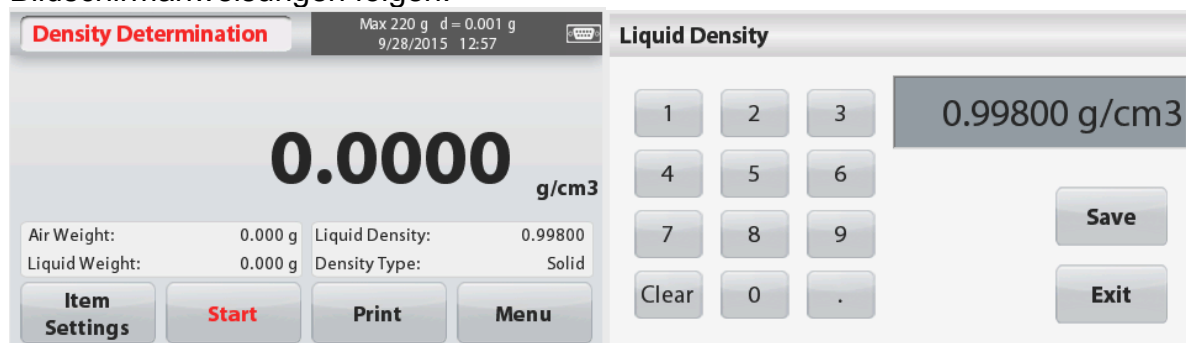 Bildschirmanweisungen folgen.
Density Determination
Max 220 g d = 0.001 g
9/28/2015 12:57
0.0000
g/cm3
Air Weight: 0.000 g Liquid Density: 0.99800
Liquid Weight: 0.000 g Density Type: Solid
Item Settings
Start
Print
Menu
Liquid Density
0.99800 g/cm3
1 2 3
4 5 6
7 8 9
Clear 0 .
Save
Exit